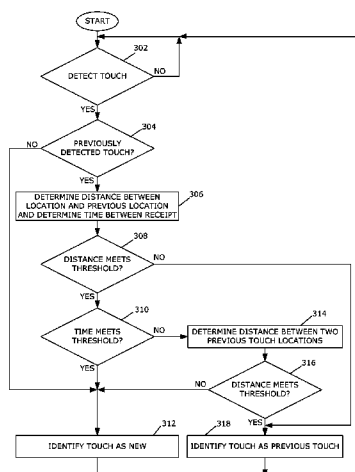 START
302
DETECT TOUCH
NO
YES
304
NO
PREVIOUSLY
DETECTED TOUCH?
YES
306
DETERMINE DISTANCE BETWEEN
LOCATION AND PREVIOUS LOCATION
AND DETERMINE TIME BETWEEN RECEIPT
308
DISTANCE MEETS
THRESHOLD?
NO
YES
310
TIME MEETS
THRESHOLD?
NO
YES
314
DETERMINE DISTANCE BETWEEN TWO
PREVIOUS TOUCH LOCATIONS
316
NO
DISTANCE MEETS
THRESHOLD?
YES
312
IDENTIFY TOUCH AS NEW
318
IDENTIFY TOUCH AS PREVIOUS TOUCH